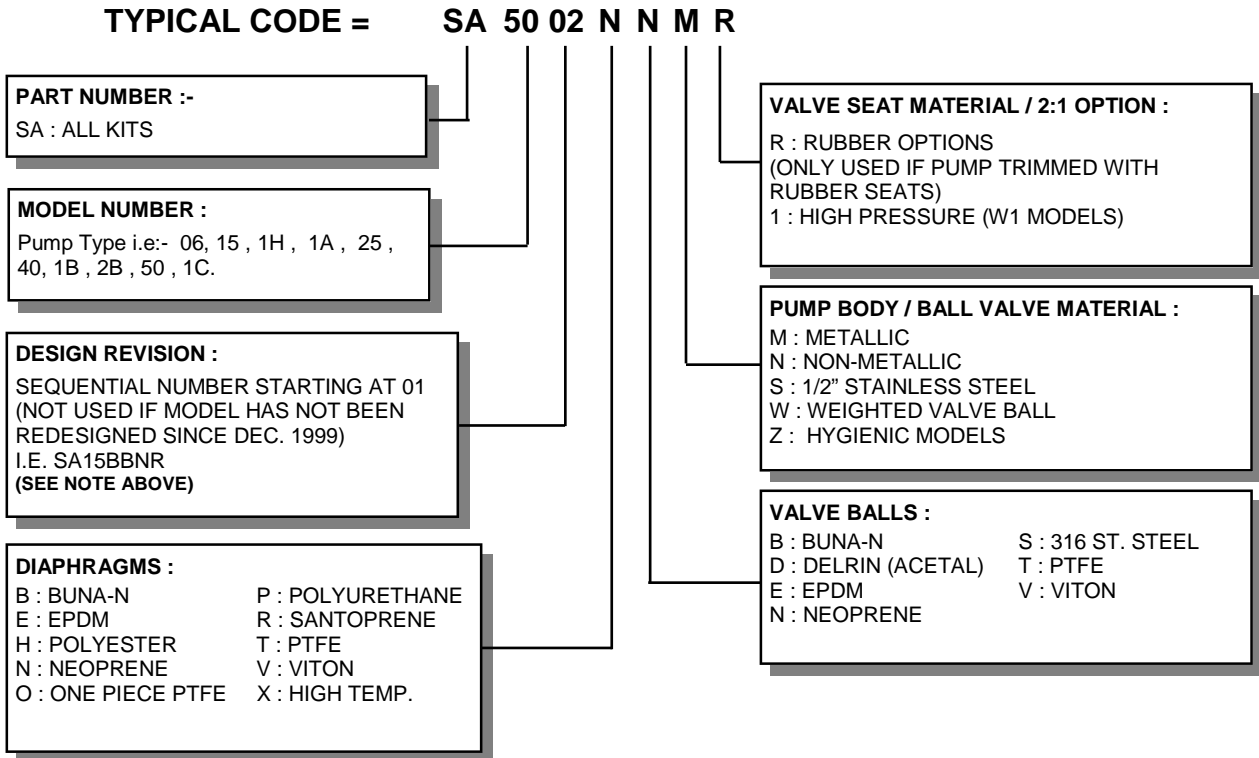 TYPICAL CODE = SA 50 02 N N M R
PART NUMBER :-
SA : ALL KITS
MODEL NUMBER :
Pump Type i.e:- 06, 15 , 1H , 1A , 25 ,
40, 1B , 2B , 50 , 1C.
DESIGN REVISION :
SEQUENTIAL NUMBER STARTING AT 01
(NOT USED IF MODEL HAS NOT BEEN
REDESIGNED SINCE DEC. 1999)
I.E. SA15BBNR
(SEE NOTE ABOVE)
DIAPHRAGMS :
B : BUNA-N P : POLYURETHANE
E : EPDM R : SANTOPRENE
H : POLYESTER T : PTFE
N : NEOPRENE V : VITON
O : ONE PIECE PTFE X : HIGH TEMP.
VALVE SEAT MATERIAL / 2:1 OPTION :
R : RUBBER OPTIONS
(ONLY USED IF PUMP TRIMMED WITH
RUBBER SEATS)
1 : HIGH PRESSURE (W1 MODELS)
PUMP BODY / BALL VALVE MATERIAL :
M : METALLIC
N : NON-METALLIC
S : 1/2” STAINLESS STEEL
W : WEIGHTED VALVE BALL
Z : HYGIENIC MODELS
VALVE BALLS :
B : BUNA-N S : 316 ST. STEEL
D : DELRIN (ACETAL) T : PTFE
E : EPDM V : VITON
N : NEOPRENE